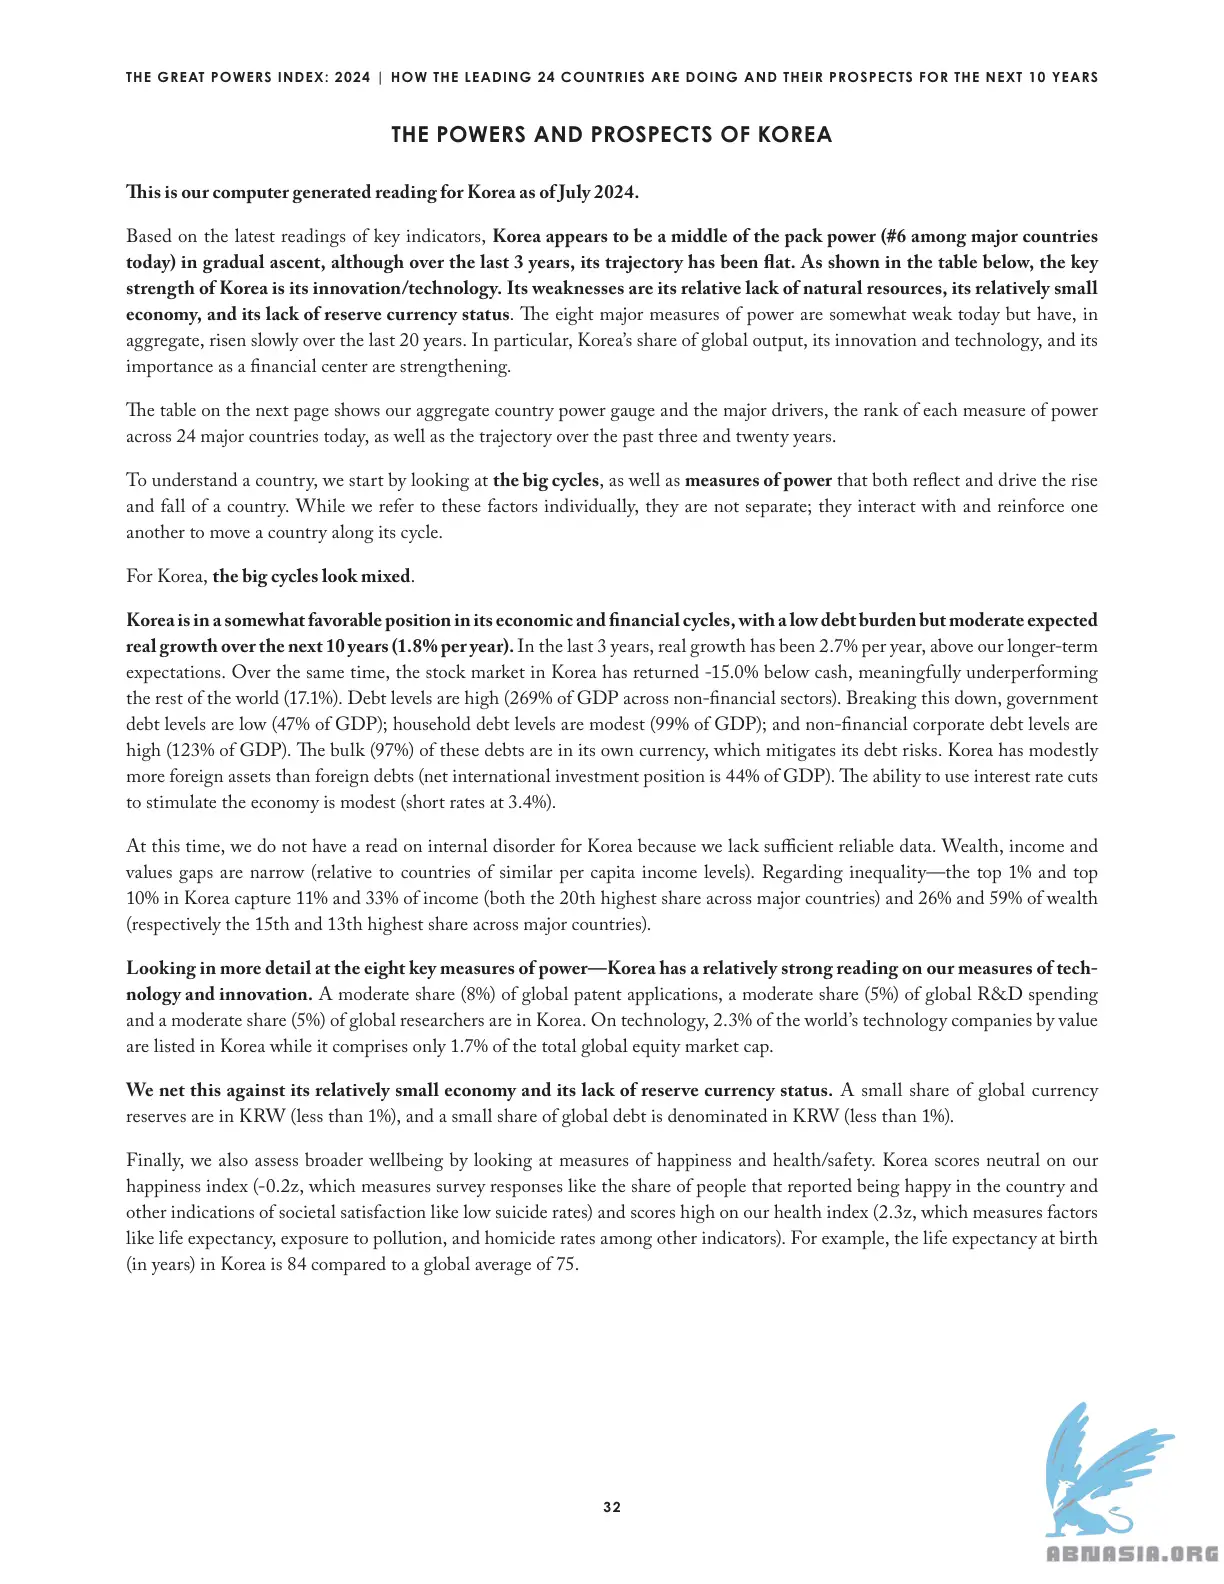 THE GREAT POWERS INDEX: 2024 | HOW THE LEADING 24 COUNTRIES ARE DOING AND THEIR PROSPECTS FOR THE NEXT 10 YEARS
THE POWERS AND PROSPECTS OF KOREA
This is our computer generated reading for Korea as of July 2024.
Based on the latest readings of key indicators, Korea appears to be a middle of the pack power (#6 among major countries
today) in gradual ascent, although over the last 3 years, its trajectory has been flat. As shown in the table below, the key
strength of Korea is its innovation/technology. Its weaknesses are its relative lack of natural resources, its relatively small
economy, and its lack of reserve currency status. The eight major measures of power are somewhat weak today but have, in
aggregate, risen slowly over the last 20 years. In particular, Korea's share of global output, its innovation and technology, and its
importance as a financial center are strengthening.
The table on the next page shows our aggregate country power gauge and the major drivers, the rank of each measure of power
across 24 major countries today, as well as the trajectory over the past three and twenty years.
To understand a country, we start by looking at the big cycles, as well as measures of power that both reflect and drive the rise
and fall of a country. While we refer to these factors individually, they are not separate; they interact with and reinforce one
another to move a country along its cycle.
For Korea, the big cycles look mixed.
Korea is in a somewhat favorable position in its economic and financial cycles, with a low debt burden but moderate expected
real growth over the next 10 years (1.8% per year). In the last 3 years, real growth has been 2.7% per year, above our longer-term
expectations. Over the same time, the stock market in Korea has returned -15.0% below cash, meaningfully underperforming
the rest of the world (17.1%). Debt levels are high (269% of GDP across non-financial sectors). Breaking this down, government
debt levels are low (47% of GDP); household debt levels are modest (99% of GDP); and non-financial corporate debt levels are
high (123% of GDP). The bulk (97%) of these debts are in its own currency, which mitigates its debt risks. Korea has modestly
more foreign assets than foreign debts (net international investment position is 44% of GDP). The ability to use interest rate cuts
to stimulate the economy is modest (short rates at 3.4%).
At this time, we do not have a read on internal disorder for Korea because we lack sufficient reliable data. Wealth, income and
values gaps are narrow (relative to countries of similar per capita income levels). Regarding inequality—the top 1% and top
10% in Korea capture 11% and 33% of income (both the 20th highest share across major countries) and 26% and 59% of wealth
(respectively the 15th and 13th highest share across major countries).
Looking in more detail at the eight key measures of power—Korea has a relatively strong reading on our measures of tech-
nology and innovation. A moderate share (8%) of global patent applications, a moderate share (5%) of global R&D spending
and a moderate share (5%) of global researchers are in Korea. On technology, 2.3% of the world's technology companies by value
are listed in Korea while it comprises only 1.7% of the total global equity market cap.
We net this against its relatively small economy and its lack of reserve currency status. A small share of global currency
reserves are in KRW (less than 1%), and a small share of global debt is denominated in KRW (less than 1%).
Finally, we also assess broader wellbeing by looking at measures of happiness and health/safety. Korea scores neutral on our
happiness index (-0.2z, which measures survey responses like the share of people that reported being happy in the country and
other indications of societal satisfaction like low suicide rates) and scores high on our health index (2.3z, which measures factors
like life expectancy, exposure to pollution, and homicide rates among other indicators). For example, the life expectancy at birth
(in years) in Korea is 84 compared to a global average of 75.
32
ABNASIA.ORG